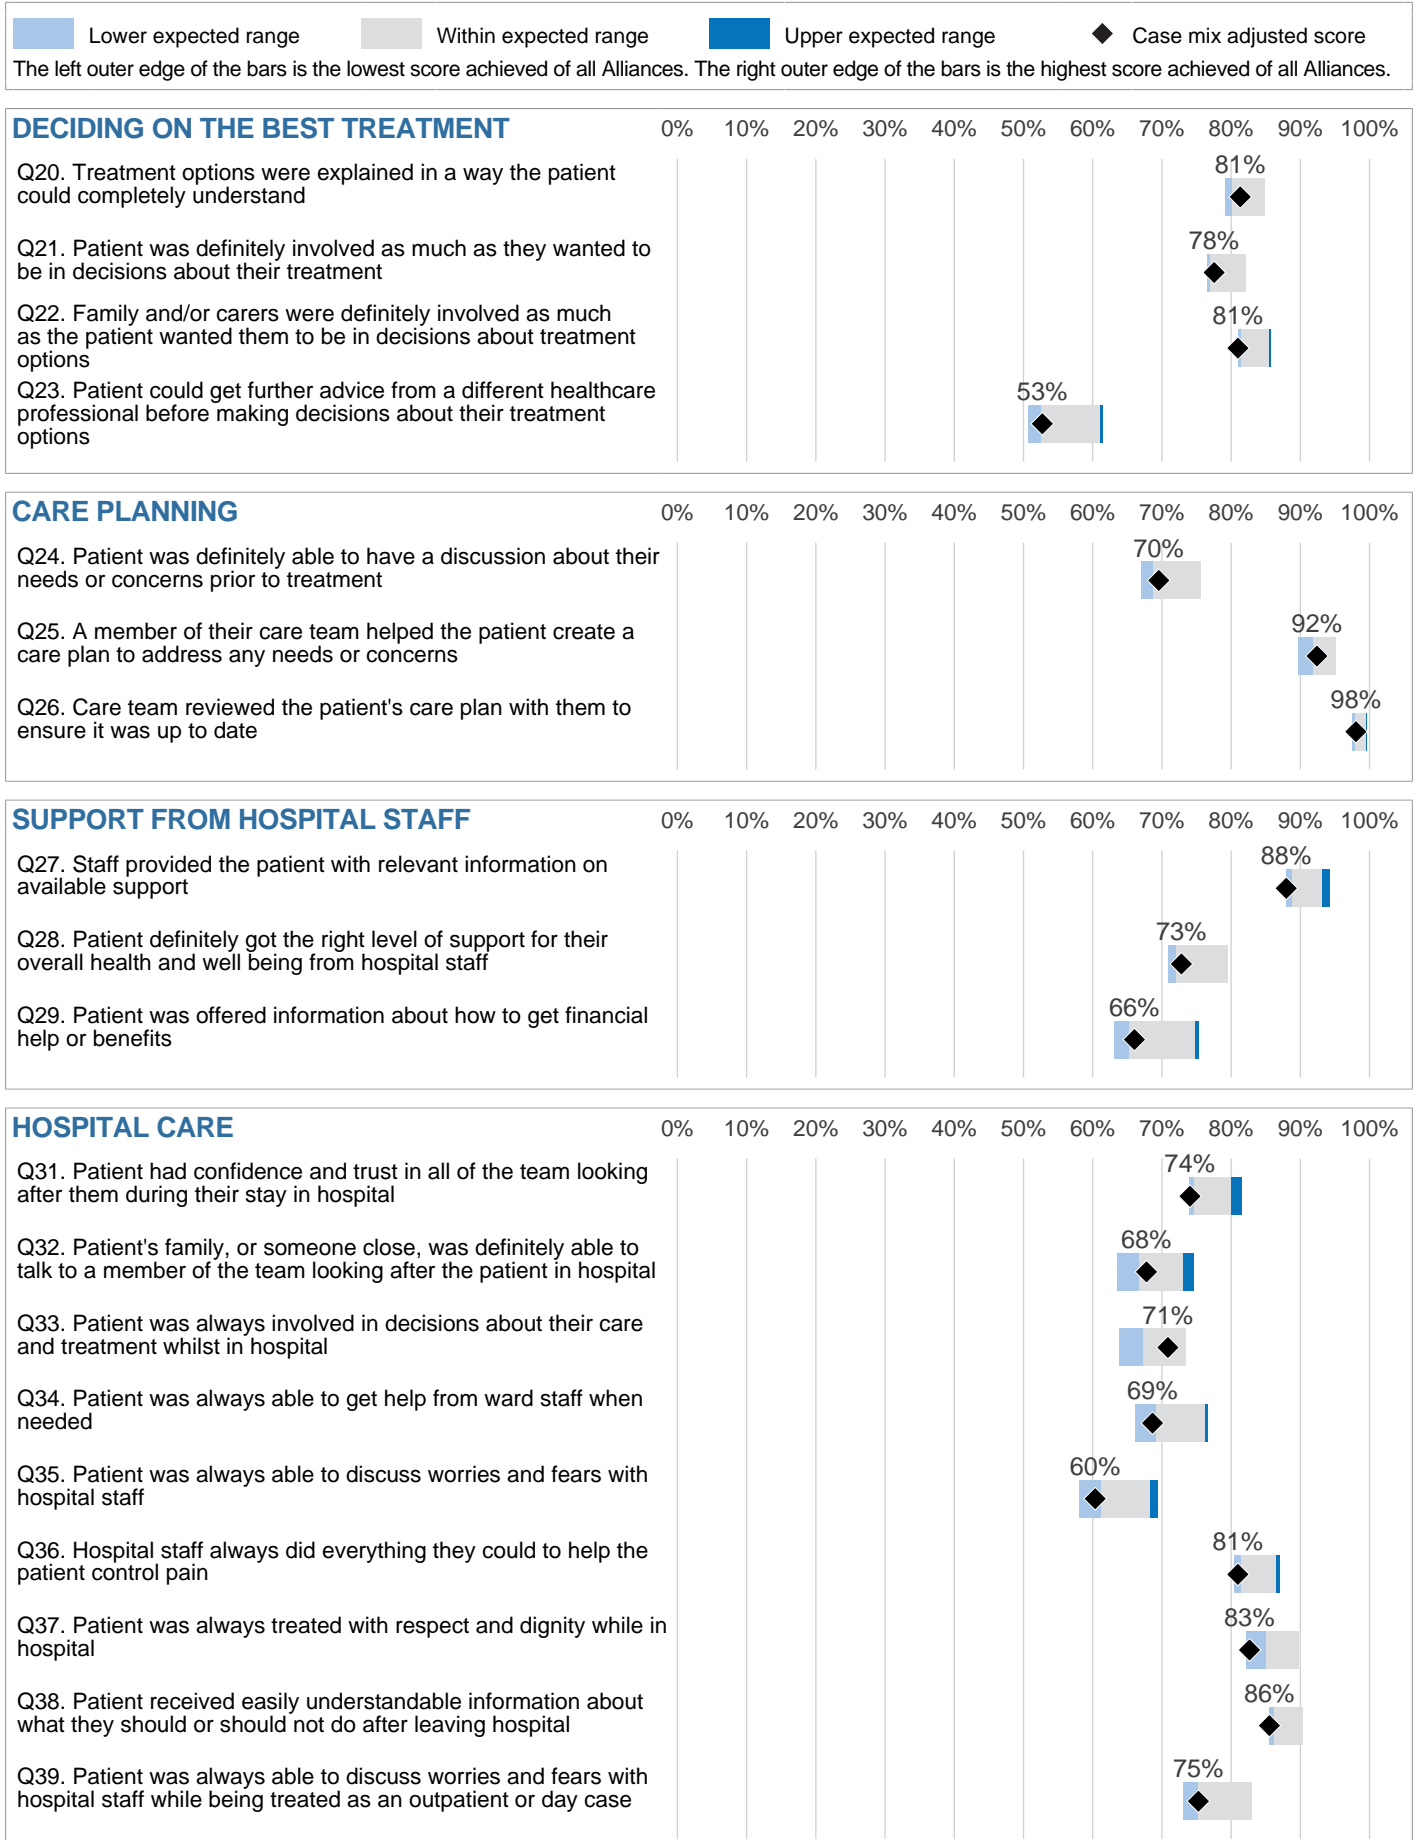 Lower expected range Within expected range Upper expected range Case mix adjusted score
The left outer edge of the bars is the lowest score achieved of all Alliances. The right outer edge of the bars is the highest score achieved of all Alliances.
DECIDING ON THE BEST TREATMENT 0% 10% 20% 30% 40% 50% 60% 70% 80% 90% 100%
Q20. Treatment options were explained in a way the patient
could completely understand
81%
Q21. Patient was definitely involved as much as they wanted to
be in decisions about their treatment
78%
Q22. Family and/or carers were definitely involved as much
as the patient wanted them to be in decisions about treatment
options
81%
Q23. Patient could get further advice from a different healthcare
professional before making decisions about their treatment
options
53%
CARE PLANNING 0% 10% 20% 30% 40% 50% 60% 70% 80% 90% 100%
Q24. Patient was definitely able to have a discussion about their
needs or concerns prior to treatment
70%
Q25. A member of their care team helped the patient create a
care plan to address any needs or concerns
92%
Q26. Care team reviewed the patient's care plan with them to
ensure it was up to date
98%
SUPPORT FROM HOSPITAL STAFF 0% 10% 20% 30% 40% 50% 60% 70% 80% 90% 100%
Q27. Staff provided the patient with relevant information on
available support
88%
Q28. Patient definitely got the right level of support for their
overall health and well being from hospital staff
73%
Q29. Patient was offered information about how to get financial
help or benefits
66%
HOSPITAL CARE 0% 10% 20% 30% 40% 50% 60% 70% 80% 90% 100%
Q31. Patient had confidence and trust in all of the team looking
after them during their stay in hospital
74%
Q32. Patient's family, or someone close, was definitely able to
talk to a member of the team looking after the patient in hospital
68%
Q33. Patient was always involved in decisions about their care
and treatment whilst in hospital
71%
Q34. Patient was always able to get help from ward staff when
needed
69%
Q35. Patient was always able to discuss worries and fears with
hospital staff
60%
Q36. Hospital staff always did everything they could to help the
patient control pain
81%
Q37. Patient was always treated with respect and dignity while in
hospital
83%
Q38. Patient received easily understandable information about
what they should or should not do after leaving hospital
86%
Q39. Patient was always able to discuss worries and fears with
hospital staff while being treated as an outpatient or day case
75%